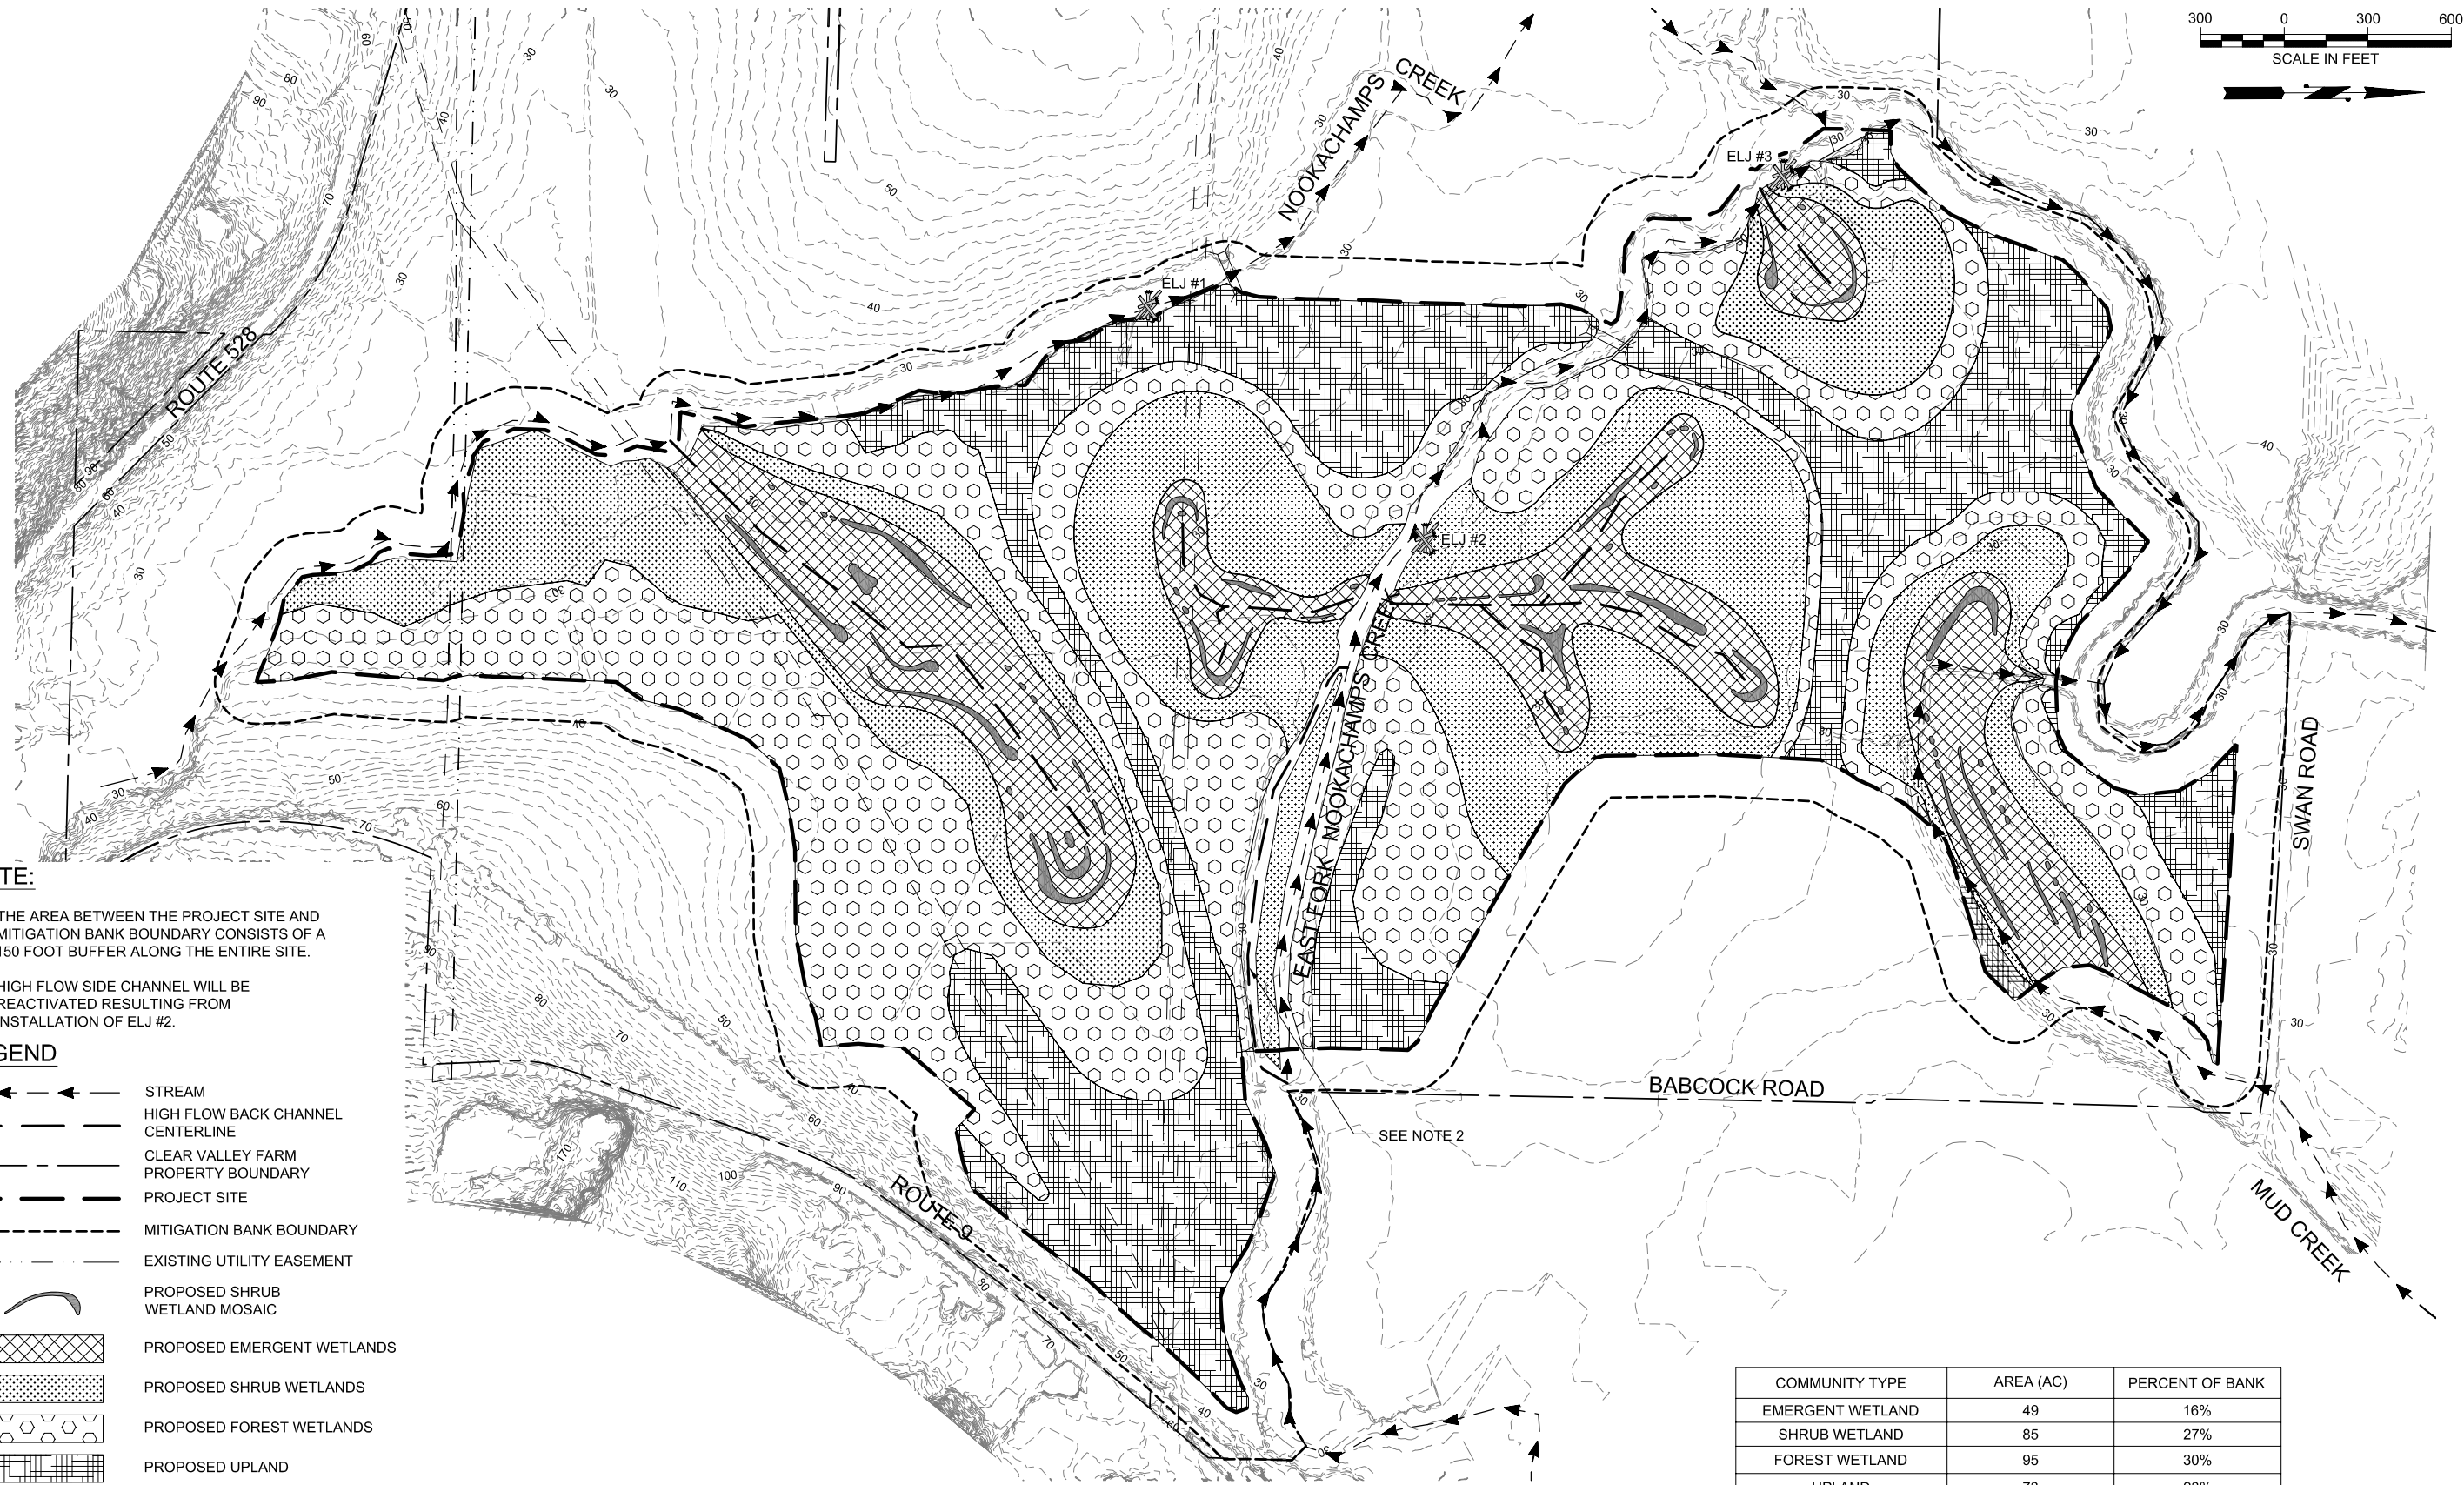 300 0 300 600
SCALE IN FEET
NOOKACHAMPS CREEK
ELJ #3
ELJ #1
ROUTE 528
ELJ #2
EAST FORK NOOKACHAMPS CREEK
SWAN ROAD
BABCOCK ROAD
SEE NOTE 2
MUD CREEK
ROUTE 9
TE:
THE AREA BETWEEN THE PROJECT SITE AND
MITIGATION BANK BOUNDARY CONSISTS OF A
150 FOOT BUFFER ALONG THE ENTIRE SITE.
HIGH FLOW SIDE CHANNEL WILL BE
REACTIVATED RESULTING FROM
INSTALLATION OF ELJ #2.
GEND
STREAM
HIGH FLOW BACK CHANNEL
CENTERLINE
CLEAR VALLEY FARM
PROPERTY BOUNDARY
PROJECT SITE
MITIGATION BANK BOUNDARY
EXISTING UTILITY EASEMENT
PROPOSED SHRUB
WETLAND MOSAIC
PROPOSED EMERGENT WETLANDS
PROPOSED SHRUB WETLANDS
PROPOSED FOREST WETLANDS
PROPOSED UPLAND
COMMUNITY TYPE AREA (AC) PERCENT OF BANK
EMERGENT WETLAND 49 16%
SHRUB WETLAND 85 27%
FOREST WETLAND 95 30%
UPLAND